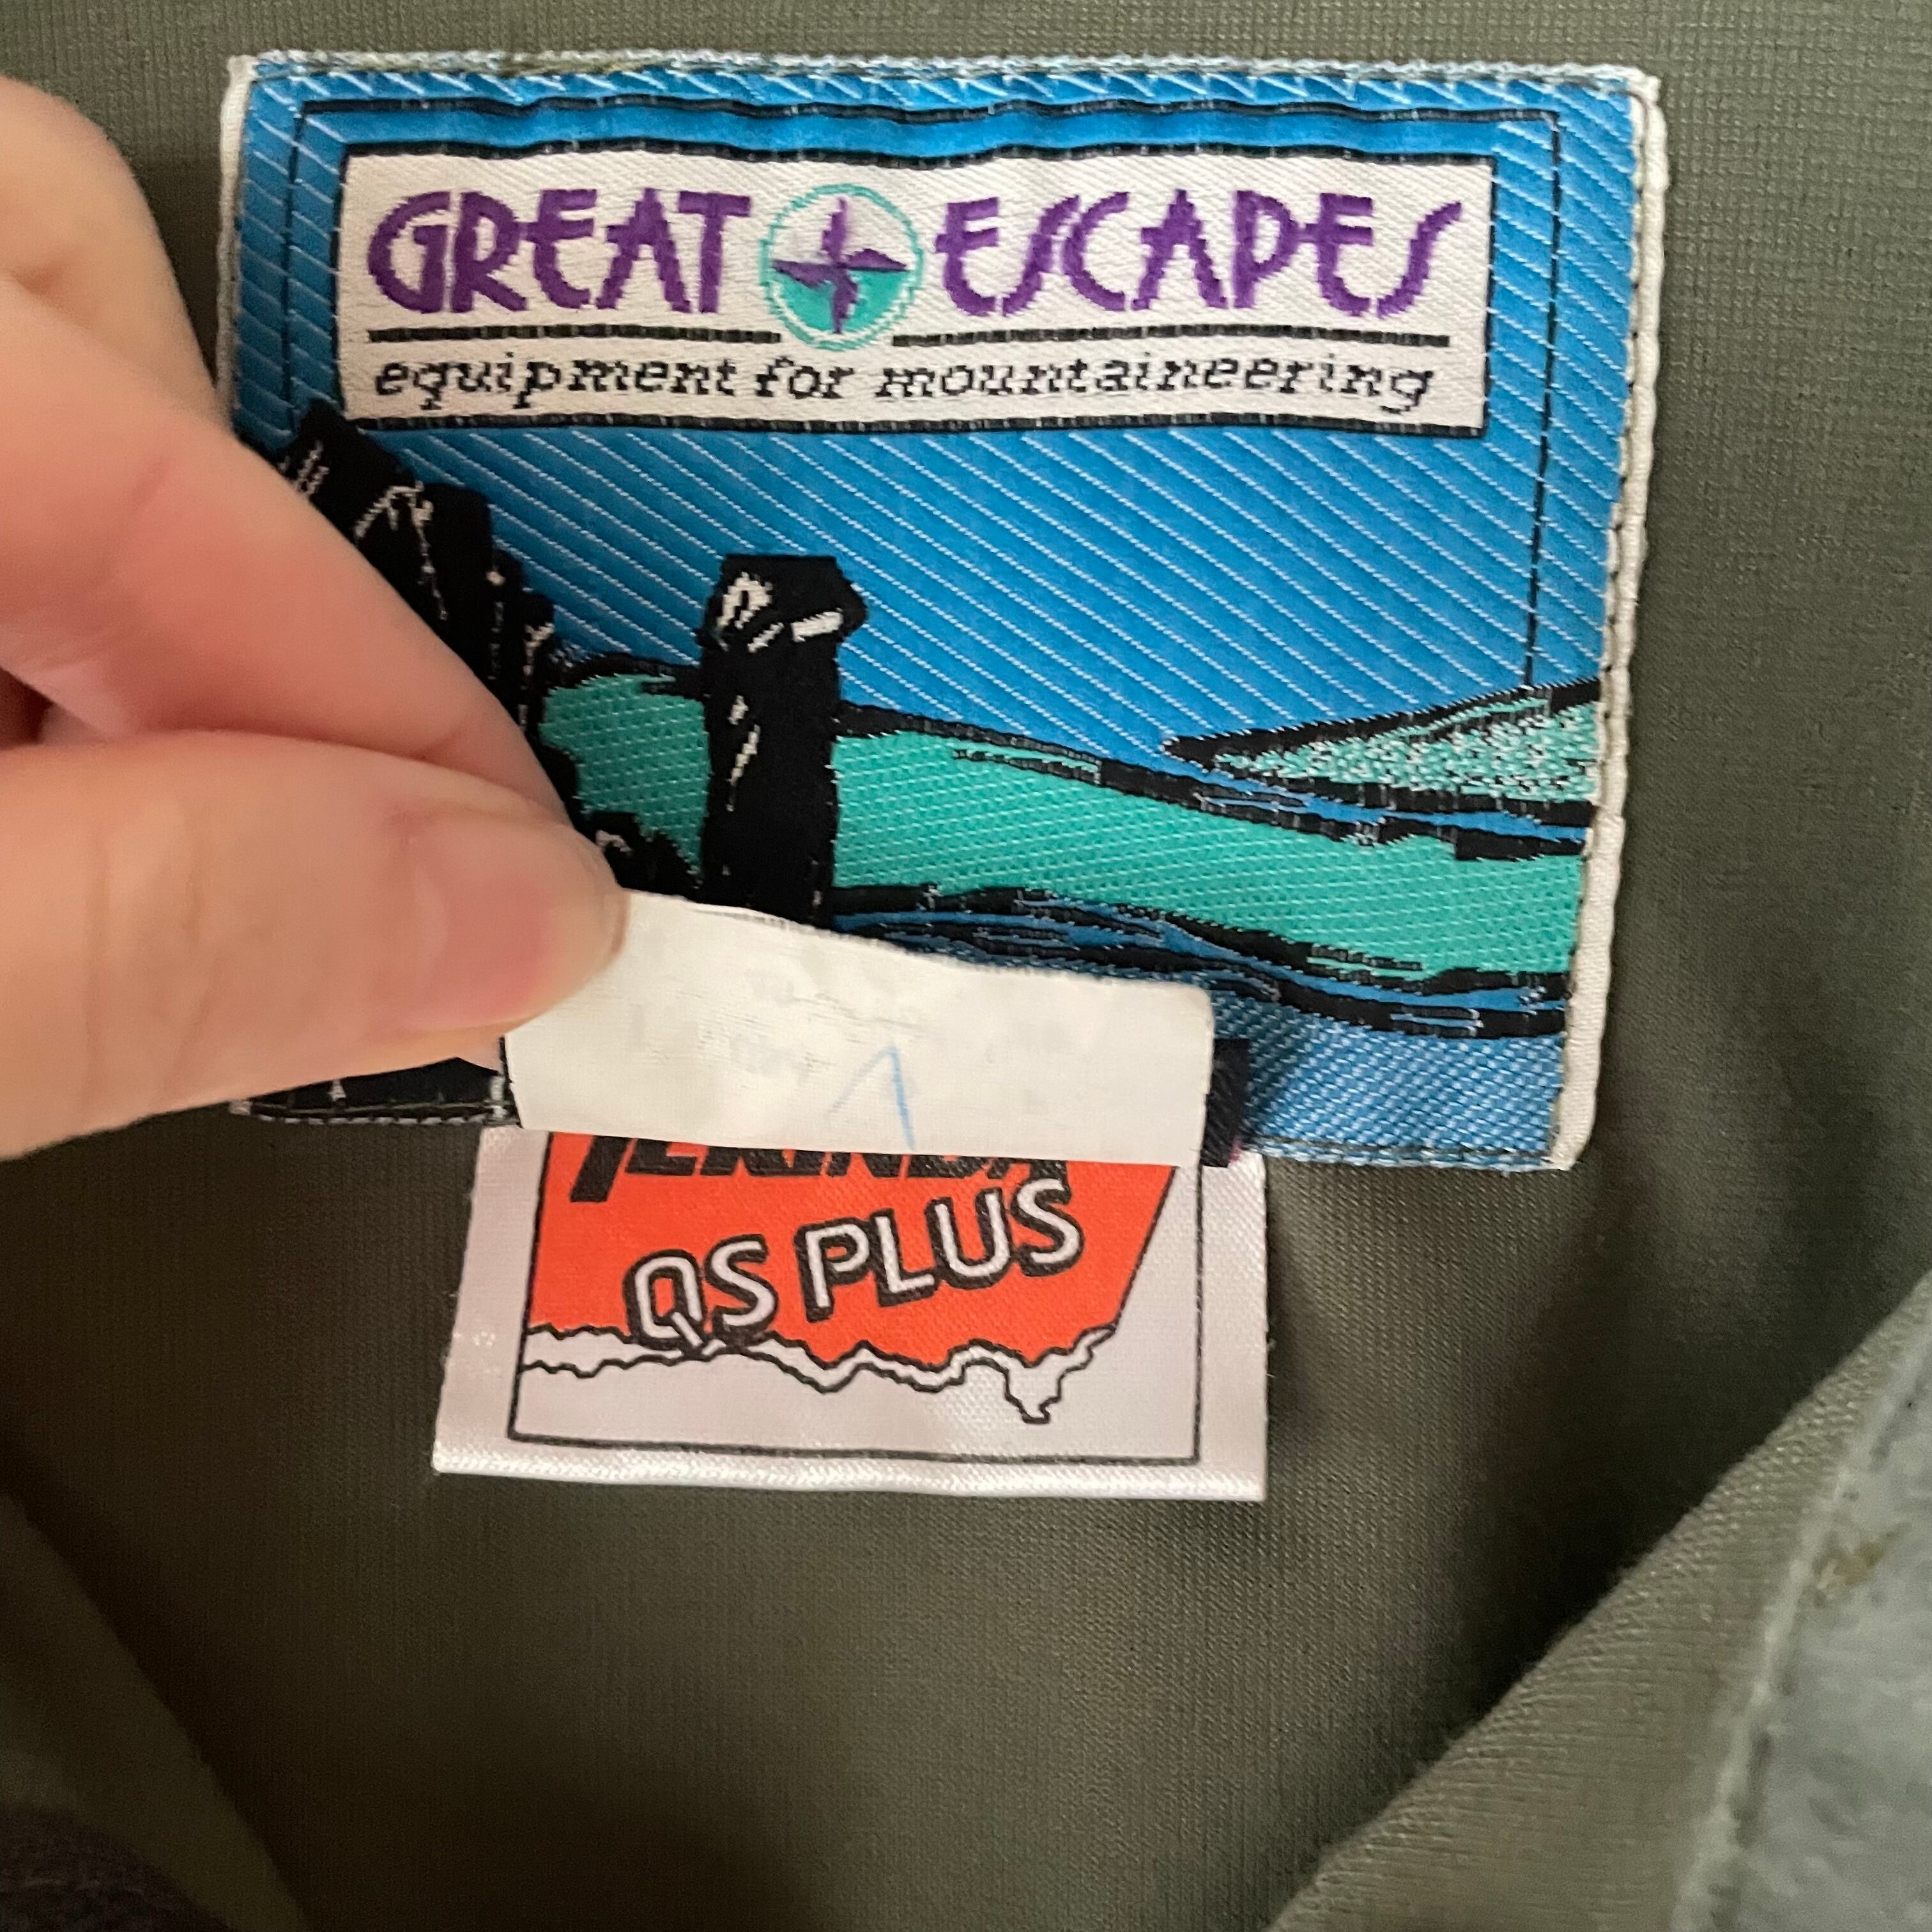 GREAT ESCAPES
equipment for mountaineering
QS PLUS